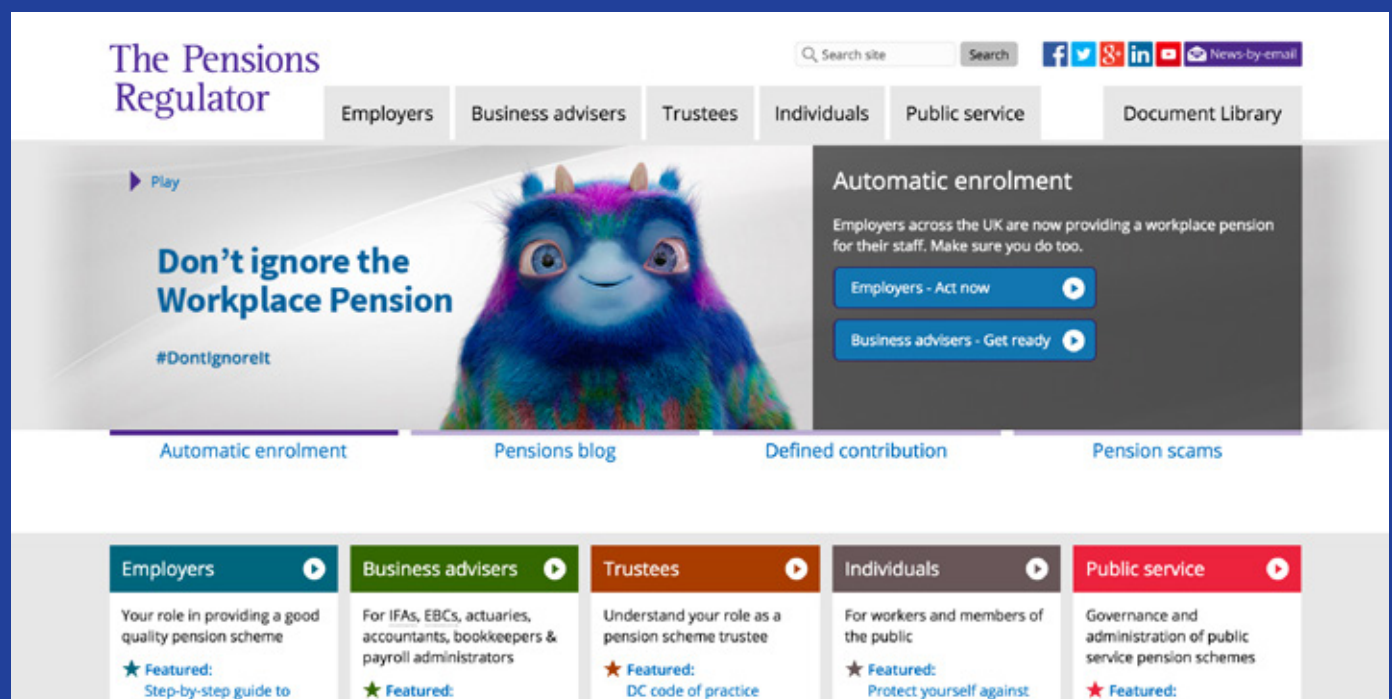 The Pensions
Regulator
Search site
Search
f
8+
in
News-by-email
Employers
Business advisers
Trustees
Individuals
Public service
Document Library
Play
Don't ignore the
Workplace Pension
#DontIgnoreIt
Automatic enrolment
Employers across the UK are now providing a workplace pension
for their staff. Make sure you do too.
Employers - Act now
Business advisers - Get ready
Automatic enrolment
Pensions blog
Defined contribution
Pension scams
Employers
Your role in providing a good
quality pension scheme
Featured:
Step-by-step guide to
Business advisers
For IFAs, EBCs, actuaries,
accountants, bookkeepers &
payroll administrators
Featured:
Trustees
Understand your role as a
pension scheme trustee
Featured:
DC code of practice
Individuals
For workers and members of
the public
Featured:
Protect yourself against
Public service
Governance and
administration of public
service pension schemes
Featured: